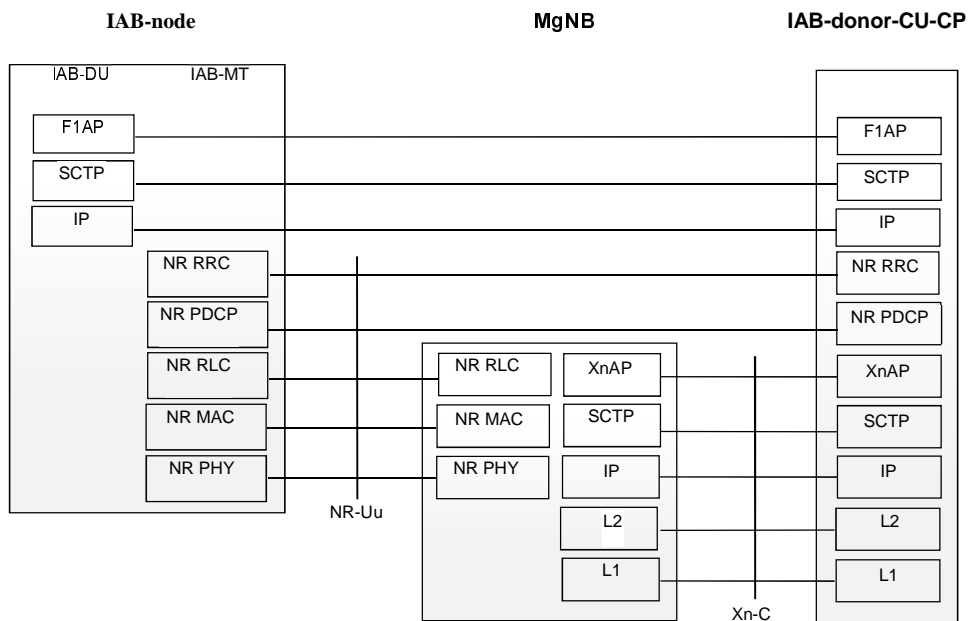 IAB-node MgNB IAB-donor-CU-CP
IAB-DU IAB-MT
F1AP F1AP
SCTP SCTP
IP IP
NR RRC NR RRC
NR PDCP NR PDCP
NR RLC NR RLC XnAP XnAP
NR MAC NR MAC SCTP SCTP
NR PHY NR PHY IP IP
NR-Uu
L2 L2
L1 L1
Xn-C